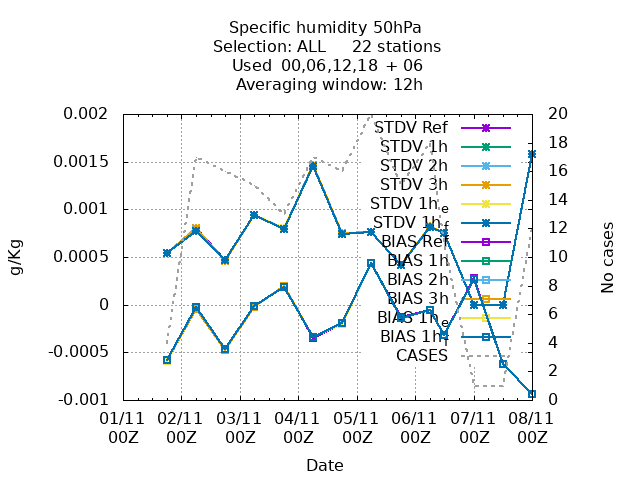 Specific humidity 50hPa
Selection: ALL 22 stations
Used 00,06,12,18 + 06
Averaging window: 12h
g/Kg
0.002
0.0015
0.001
0.0005
0
-0.0005
-0.001
STDV Ref
STDV 1h
STDV 2h
STDV 3h
STDV 1h_e
STDV 1h_f
BIAS Ref
BIAS 1h
BIAS 2h
BIAS 3h
BIAS 1h_e
BIAS 1h_f
CASES
20
18
16
14
12
10
8
6
4
2
0
No cases
01/11 02/11 03/11 04/11 05/11 06/11 07/11 08/11
00Z 00Z 00Z 00Z 00Z 00Z 00Z 00Z
Date